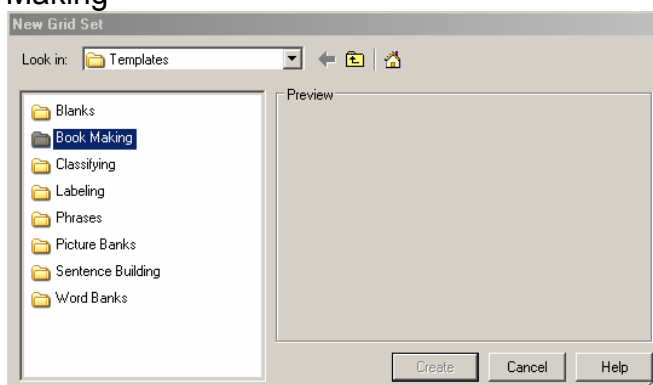 Making
New Grid Set
Look in: Templates
Preview
Blanks
Book Making
Classifying
Labeling
Phrases
Picture Banks
Sentence Building
Word Banks
Create Cancel Help